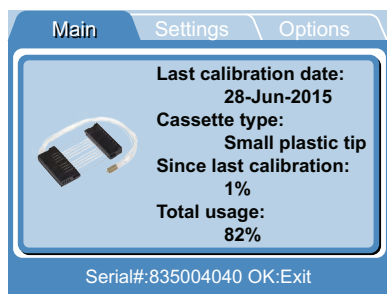 Main Settings Options
Last calibration date:
28-Jun-2015
Cassette type:
Small plastic tip
Since last calibration:
1%
Total usage:
82%
Serial#:835004040 OK:Exit